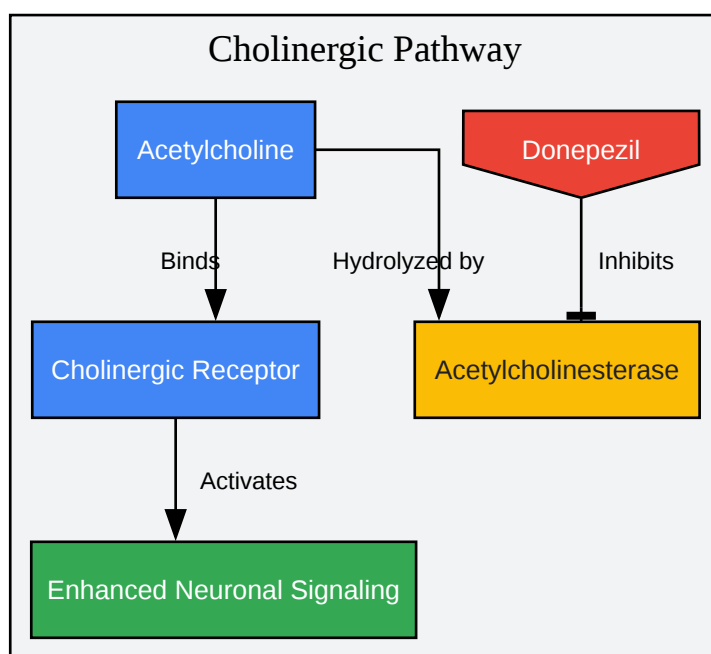 Cholinergic Pathway
Acetylcholine
Donepezil
Binds
Hydrolyzed by
Inhibits
Cholinergic Receptor
Acetylcholinesterase
Activates
Enhanced Neuronal Signaling